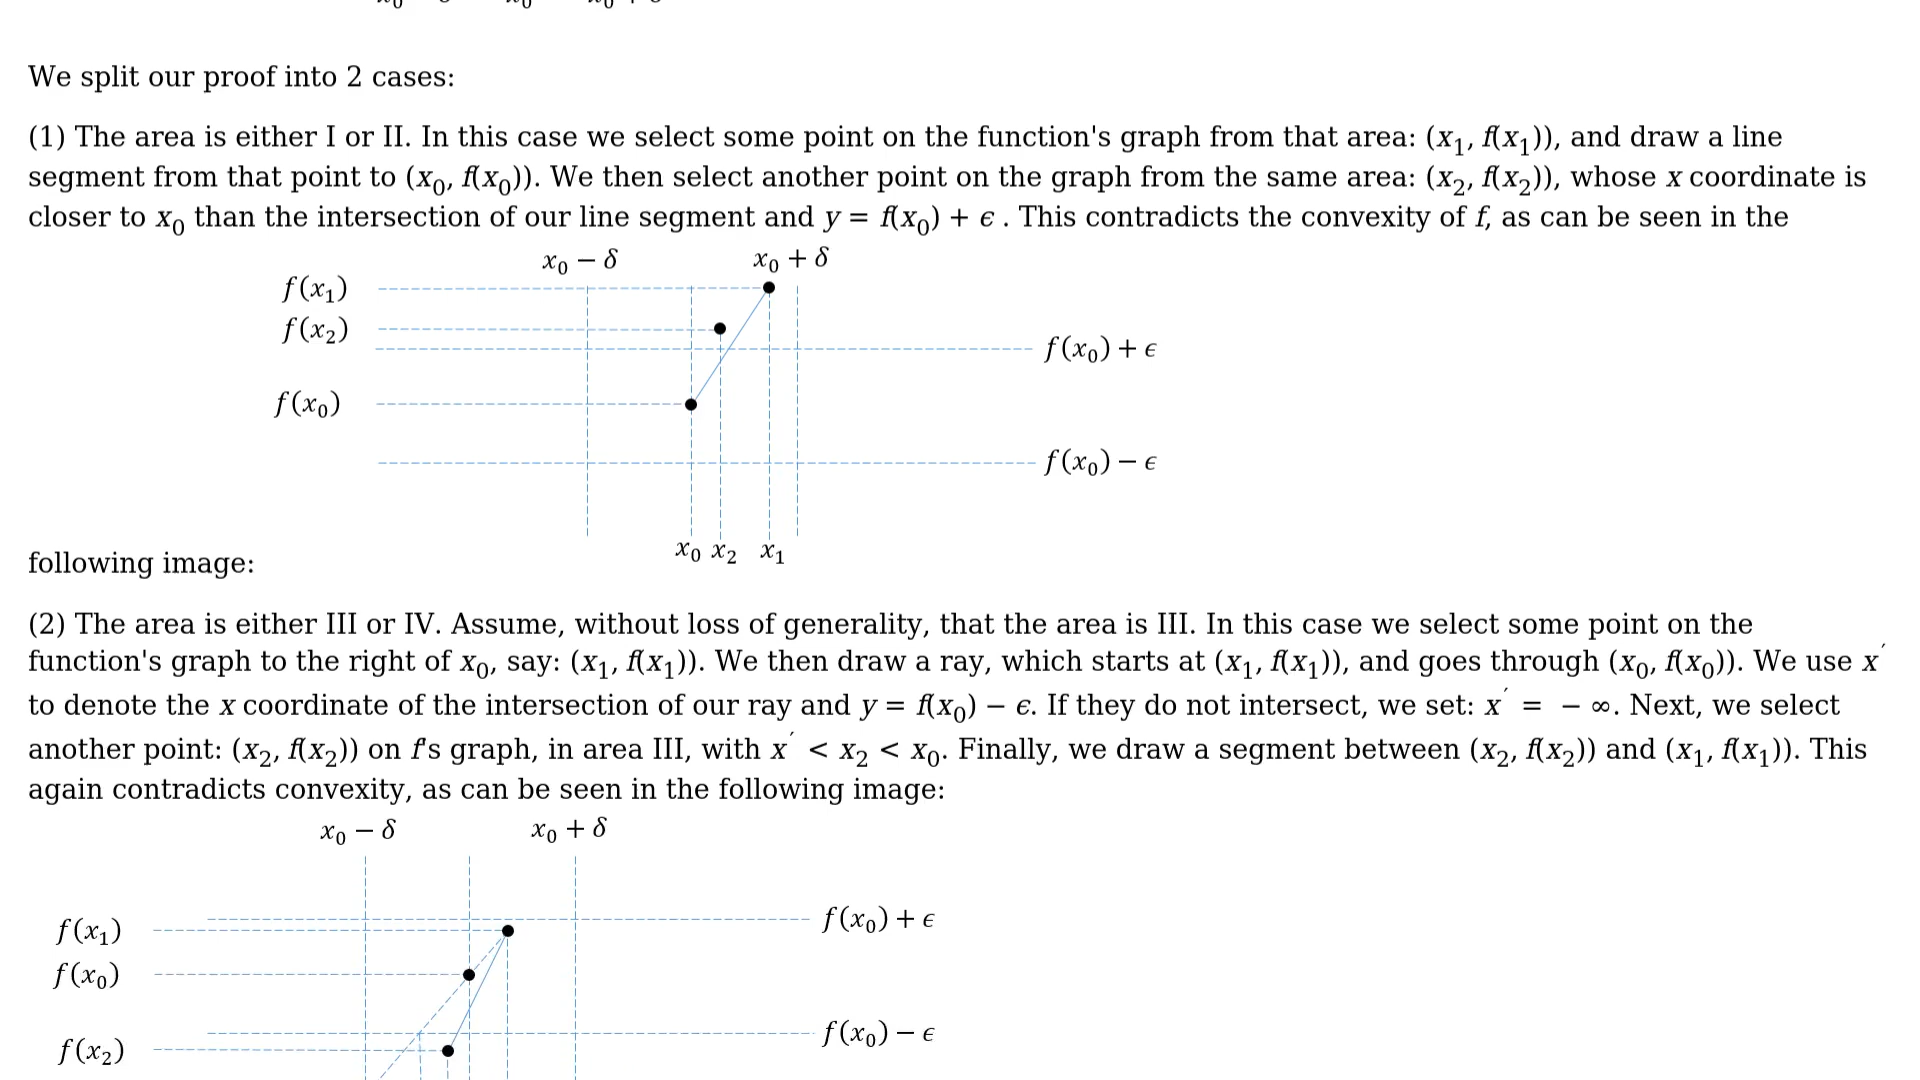 We split our proof into 2 cases:
(1) The area is either I or II. In this case we select some point on the function's graph from that area: (x₁, f(x₁)), and draw a line
segment from that point to (x₀, f(x₀)). We then select another point on the graph from the same area: (x₂, f(x₂)), whose x coordinate is
closer to x₀ than the intersection of our line segment and y = f(x₀) + ϵ . This contradicts the convexity of f, as can be seen in the
x₀ − δ
x₀ + δ
f(x₁)
f(x₂)
f(x₀) + ϵ
f(x₀)
f(x₀) − ϵ
x₀ x₂ x₁
following image:
(2) The area is either III or IV. Assume, without loss of generality, that the area is III. In this case we select some point on the
function's graph to the right of x₀, say: (x₁, f(x₁)). We then draw a ray, which starts at (x₁, f(x₁)), and goes through (x₀, f(x₀)). We use x′
to denote the x coordinate of the intersection of our ray and y = f(x₀) − ϵ. If they do not intersect, we set: x′ = − ∞. Next, we select
another point: (x₂, f(x₂)) on f's graph, in area III, with x′ < x₂ < x₀. Finally, we draw a segment between (x₂, f(x₂)) and (x₁, f(x₁)). This
again contradicts convexity, as can be seen in the following image:
x₀ − δ
x₀ + δ
f(x₀) + ϵ
f(x₁)
f(x₀)
f(x₀) − ϵ
f(x₂)